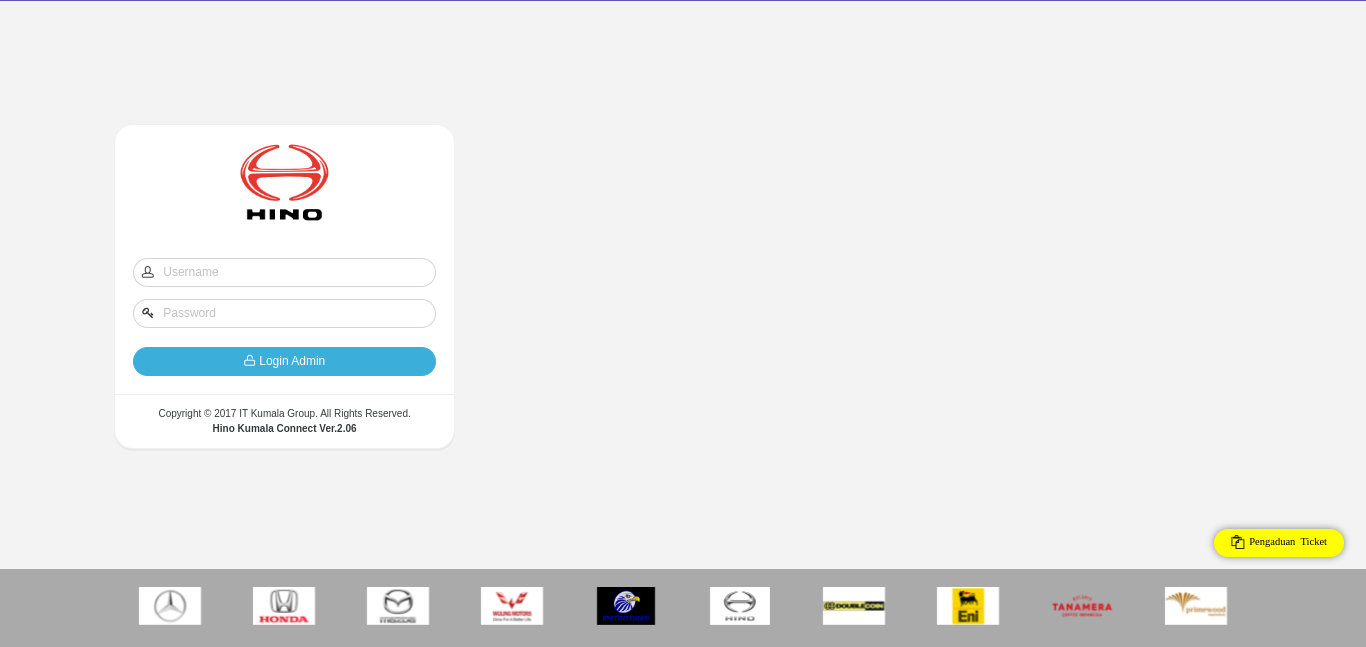 HINO
Username
Password
Login Admin
Copyright © 2017 IT Kumala Group. All Rights Reserved.
Hino Kumala Connect Ver.2.06
Pengaduan Ticket
HONDA
mazda
WULING MOTORS
HINO
DOUBLECOIN
Eni
TANAMERA
primewood